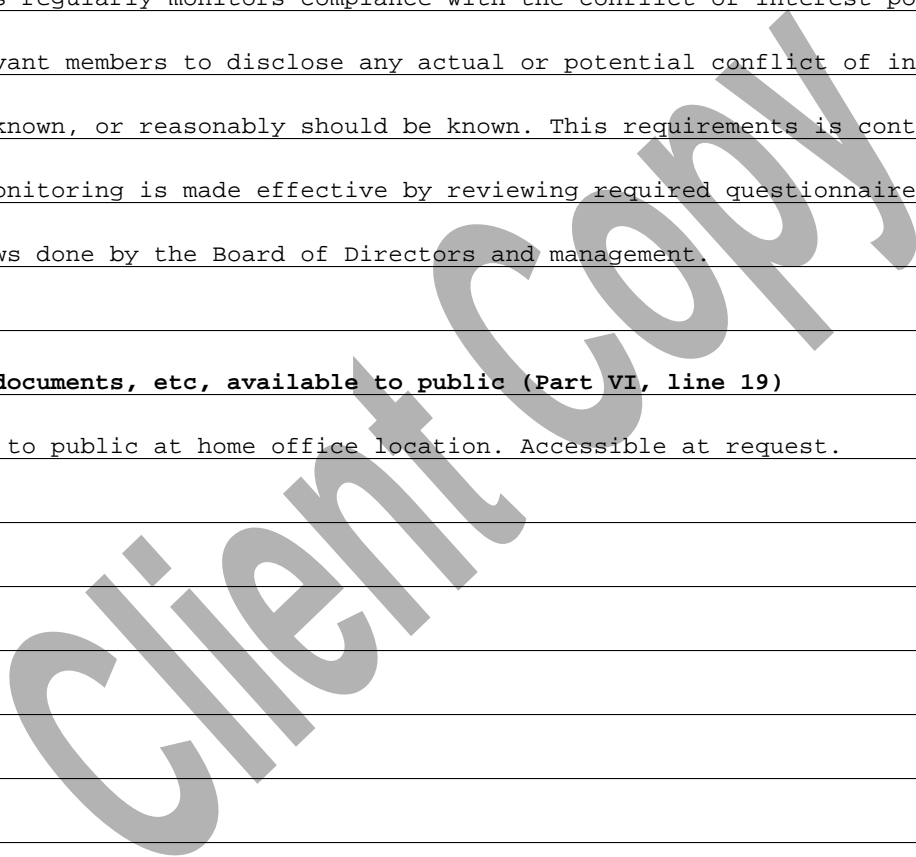 s regularly monitors compliance with the conflict of interest po
vant members to disclose any actual or potential conflict of in
known, or reasonably should be known. This requirements is cont
onitoring is made effective by reviewing required questionnaire
ws done by the Board of Directors and management.
documents, etc, available to public (Part VI, line 19)
to public at home office location. Accessible at request.
Client Copy